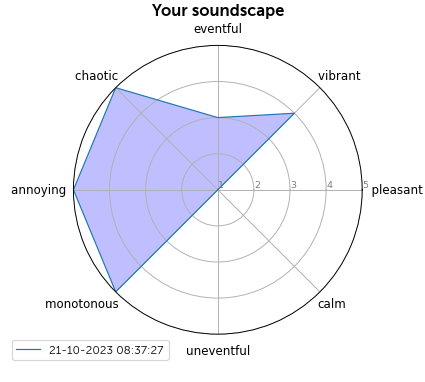 Your soundscape
eventful
chaotic
vibrant
annoying
1
2
3
4
5
pleasant
monotonous
calm
21-10-2023 08:37:27
uneventful